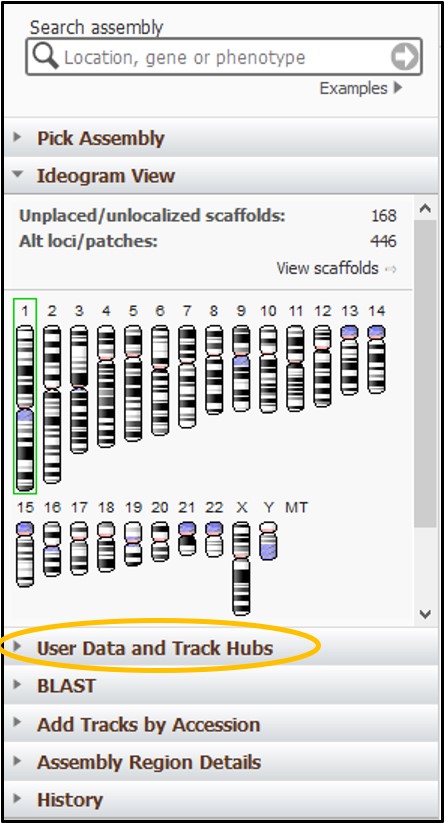 Search assembly
Location, gene or phenotype
Examples
Pick Assembly
Ideogram View
Unplaced/unlocalized scaffolds: 168
Alt loci/patches: 446
View scaffolds
1 2 3 4 5 6 7 8 9 10 11 12 13 14
15 16 17 18 19 20 21 22 X Y MT
User Data and Track Hubs
BLAST
Add Tracks by Accession
Assembly Region Details
History